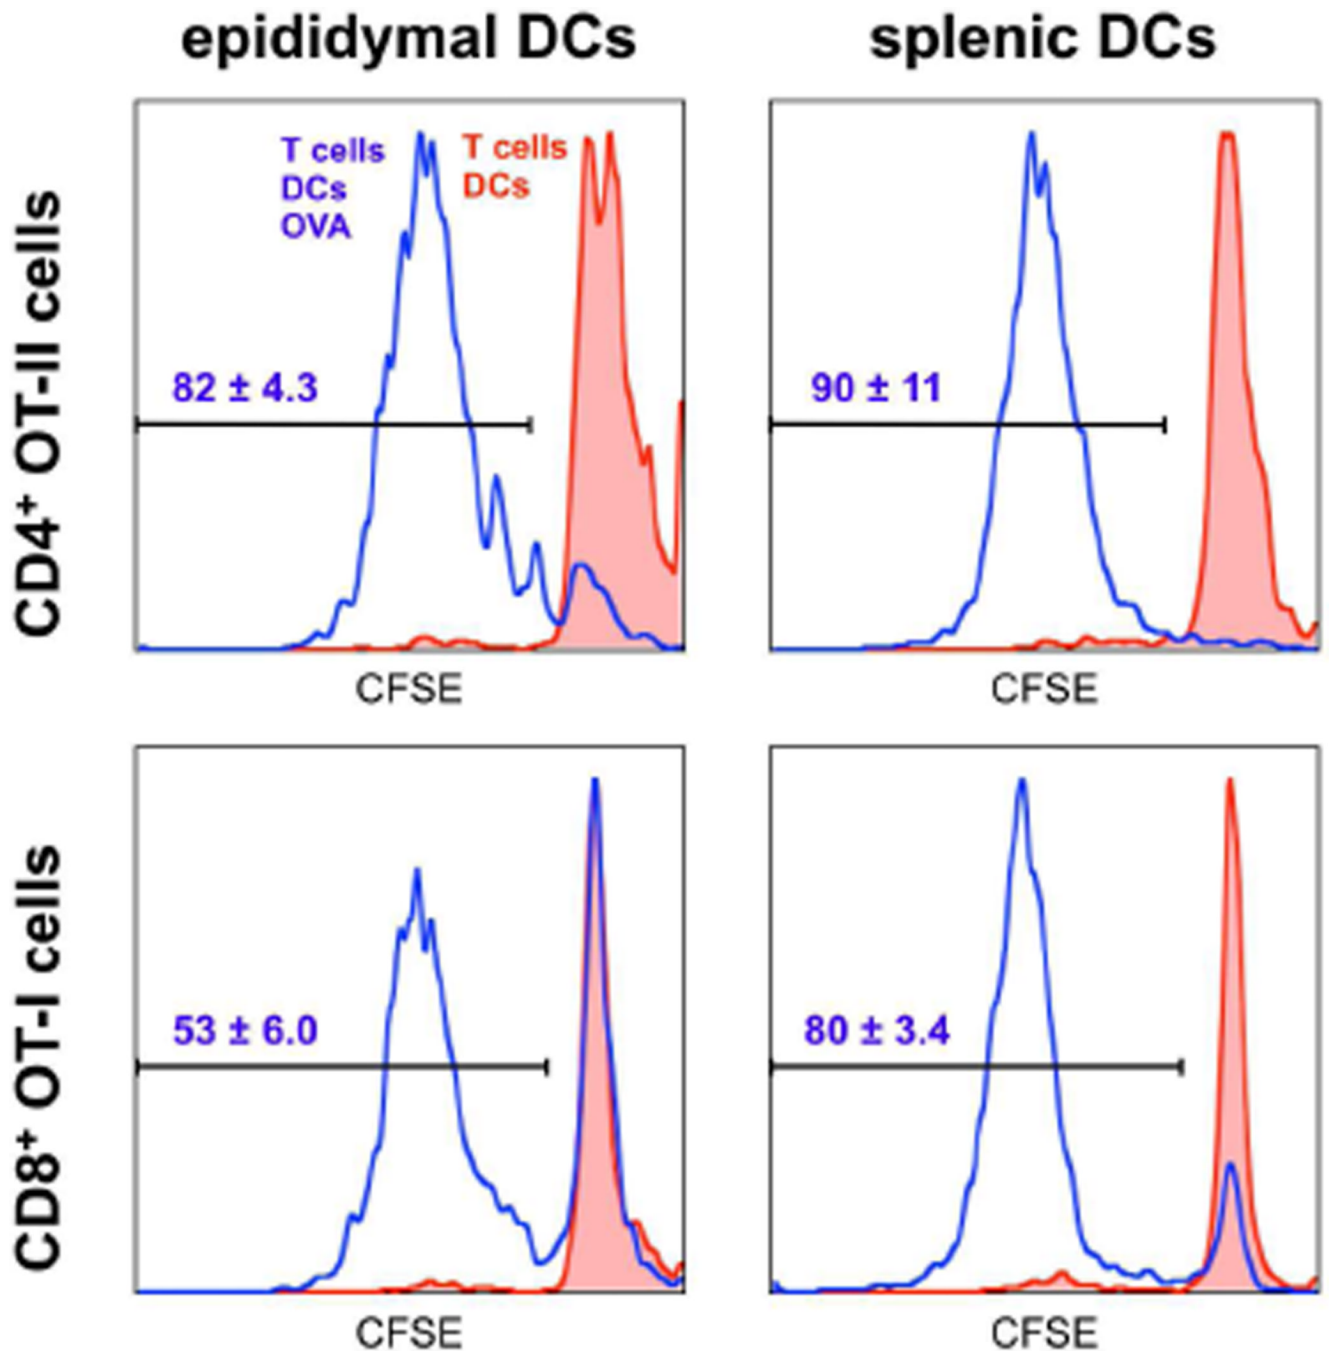 epididymal DCs
splenic DCs
CD4⁺ OT-II cells
T cells
DCs
OVA
T cells
DCs
82 ± 4.3
90 ± 11
CFSE
CFSE
CD8⁺ OT-I cells
53 ± 6.0
80 ± 3.4
CFSE
CFSE